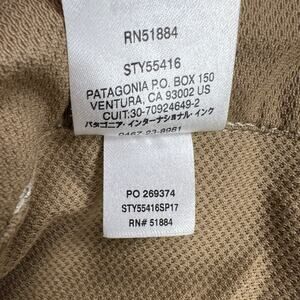 RN51884
STY55416
PATAGONIA P.O. BOX 150
VENTURA, CA 93002 US
CUIT:30-70924649-2
パタゴニア・インターナショナル・インク
PO 269374
STY55416SP17
RN# 51884